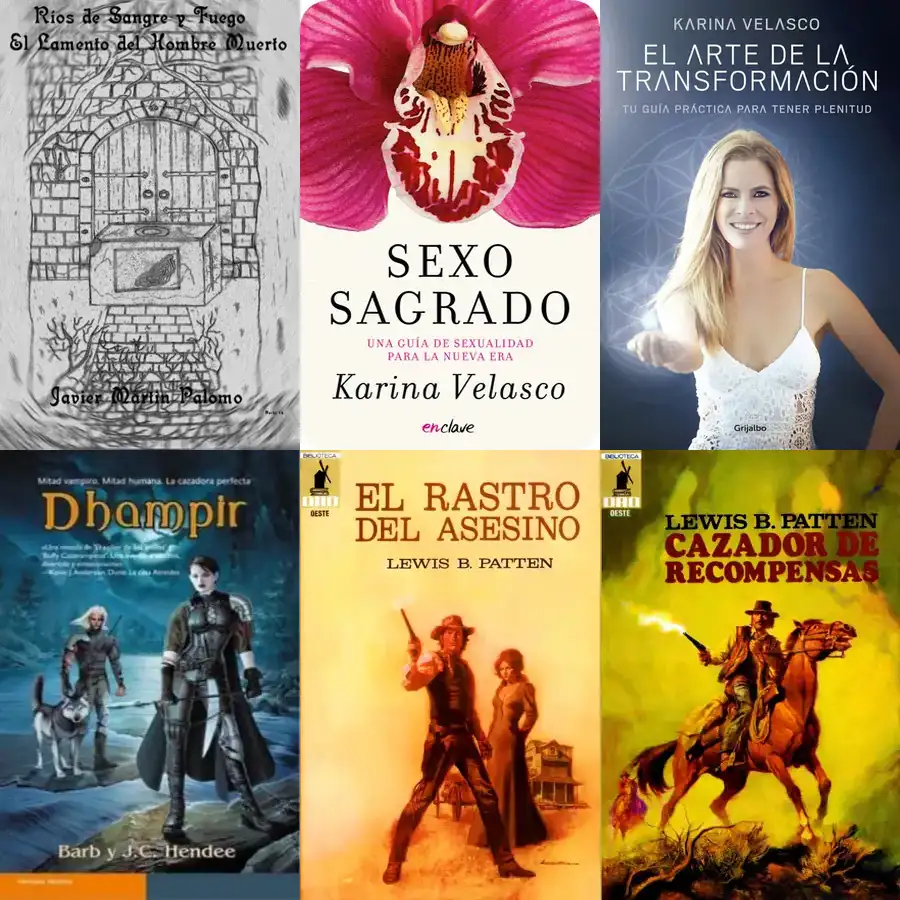 Ríos de Sangre y Fuego
El Lamento del Hombre Muerto
Javier Martín Palomo
SEXO
SAGRADO
UNA GUÍA DE SEXUALIDAD
PARA LA NUEVA ERA
Karina Velasco
enclave
KARINA VELASCO
EL ARTE DE LA
TRANSFORMACIÓN
TU GUÍA PRÁCTICA PARA TENER PLENITUD
Grijalbo
Mitad vampiro. Mitad humana. La cazadora perfecta
Dhampir
Barb y J.C. Hendee
BIBLIOTECA
ORO
OESTE
EL RASTRO
DEL ASESINO
LEWIS B. PATTEN
BIBLIOTECA
ORO
OESTE
LEWIS B. PATTEN
CAZADOR DE
RECOMPENSAS